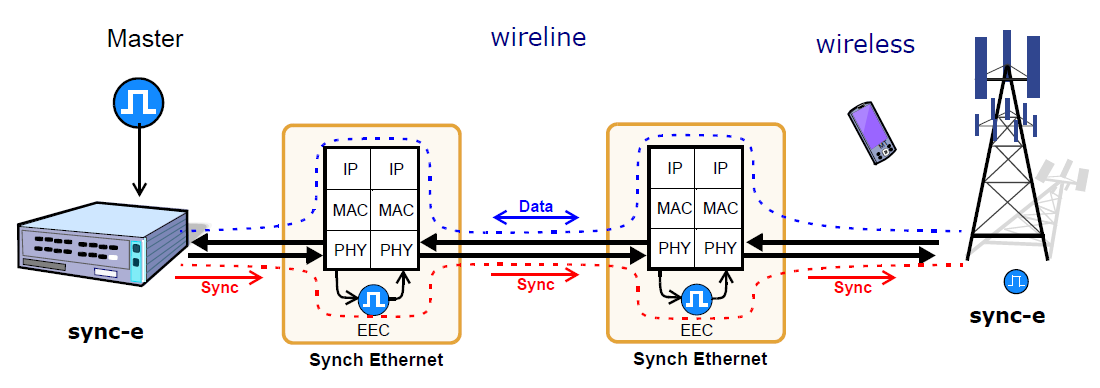 Master
wireline
wireless
MT
IP IP
MAC MAC
PHY PHY
IP IP
MAC MAC
PHY PHY
Data
Sync
Sync
Sync
EEC
EEC
sync-e
Synch Ethernet
Synch Ethernet
sync-e